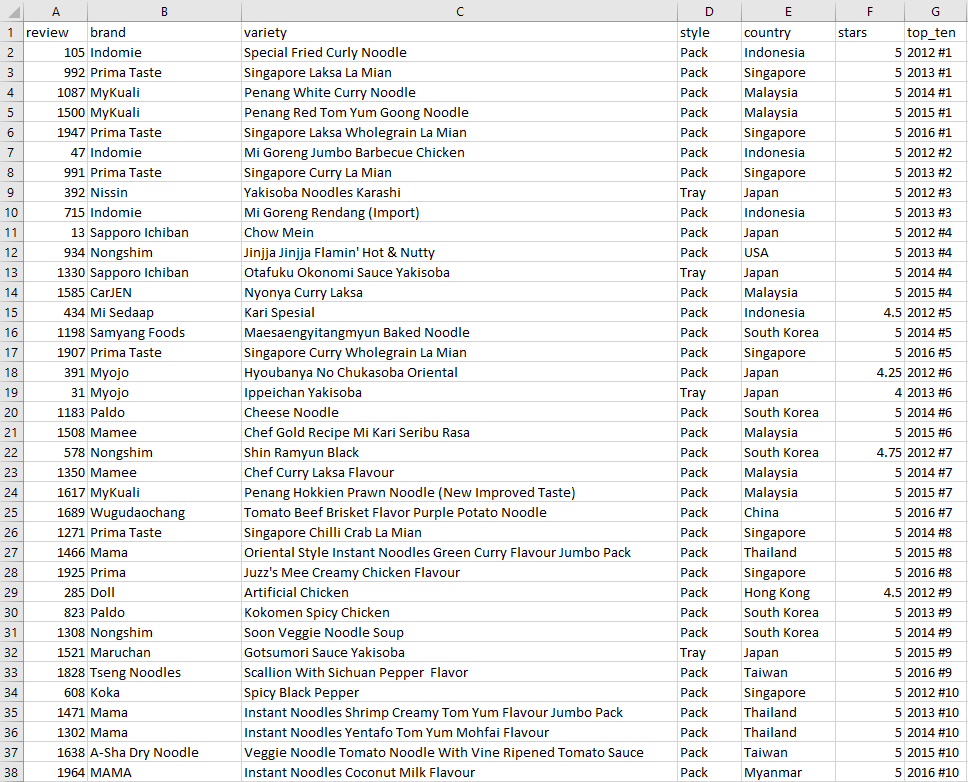 A B C D E F G
1 review brand variety style country stars top_ten
2 105 Indomie Special Fried Curly Noodle Pack Indonesia 5 2012 #1
3 992 Prima Taste Singapore Laksa La Mian Pack Singapore 5 2013 #1
4 1087 MyKuali Penang White Curry Noodle Pack Malaysia 5 2014 #1
5 1500 MyKuali Penang Red Tom Yum Goong Noodle Pack Malaysia 5 2015 #1
6 1947 Prima Taste Singapore Laksa Wholegrain La Mian Pack Singapore 5 2016 #1
7 47 Indomie Mi Goreng Jumbo Barbecue Chicken Pack Indonesia 5 2012 #2
8 991 Prima Taste Singapore Curry La Mian Pack Singapore 5 2013 #2
9 392 Nissin Yakisoba Noodles Karashi Tray Japan 5 2012 #3
10 715 Indomie Mi Goreng Rendang (Import) Pack Indonesia 5 2013 #3
11 13 Sapporo Ichiban Chow Mein Pack Japan 5 2012 #4
12 934 Nongshim Jinjja Jinjja Flamin' Hot & Nutty Pack USA 5 2013 #4
13 1330 Sapporo Ichiban Otafuku Okonomi Sauce Yakisoba Tray Japan 5 2014 #4
14 1585 CarJEN Nyonya Curry Laksa Pack Malaysia 5 2015 #4
15 434 Mi Sedaap Kari Spesial Pack Indonesia 4.5 2012 #5
16 1198 Samyang Foods Maesaengyitangmyun Baked Noodle Pack South Korea 5 2014 #5
17 1907 Prima Taste Singapore Curry Wholegrain La Mian Pack Singapore 5 2016 #5
18 391 Myojo Hyoubanya No Chukasoba Oriental Pack Japan 4.25 2012 #6
19 31 Myojo Ippeichan Yakisoba Tray Japan 4 2013 #6
20 1183 Paldo Cheese Noodle Pack South Korea 5 2014 #6
21 1508 Mamee Chef Gold Recipe Mi Kari Seribu Rasa Pack Malaysia 5 2015 #6
22 578 Nongshim Shin Ramyun Black Pack South Korea 4.75 2012 #7
23 1350 Mamee Chef Curry Laksa Flavour Pack Malaysia 5 2014 #7
24 1617 MyKuali Penang Hokkien Prawn Noodle (New Improved Taste) Pack Malaysia 5 2015 #7
25 1689 Wugudaochang Tomato Beef Brisket Flavor Purple Potato Noodle Pack China 5 2016 #7
26 1271 Prima Taste Singapore Chilli Crab La Mian Pack Singapore 5 2014 #8
27 1466 Mama Oriental Style Instant Noodles Green Curry Flavour Jumbo Pack Pack Thailand 5 2015 #8
28 1925 Prima Juzz's Mee Creamy Chicken Flavour Pack Singapore 5 2016 #8
29 285 Doll Artificial Chicken Pack Hong Kong 4.5 2012 #9
30 823 Paldo Kokomen Spicy Chicken Pack South Korea 5 2013 #9
31 1308 Nongshim Soon Veggie Noodle Soup Pack South Korea 5 2014 #9
32 1521 Maruchan Gotsumori Sauce Yakisoba Tray Japan 5 2015 #9
33 1828 Tseng Noodles Scallion With Sichuan Pepper  Flavor Pack Taiwan 5 2016 #9
34 608 Koka Spicy Black Pepper Pack Singapore 5 2012 #10
35 1471 Mama Instant Noodles Shrimp Creamy Tom Yum Flavour Jumbo Pack Pack Thailand 5 2013 #10
36 1302 Mama Instant Noodles Yentafo Tom Yum Mohfai Flavour Pack Thailand 5 2014 #10
37 1638 A-Sha Dry Noodle Veggie Noodle Tomato Noodle With Vine Ripened Tomato Sauce Pack Taiwan 5 2015 #10
38 1964 MAMA Instant Noodles Coconut Milk Flavour Pack Myanmar 5 2016 #10